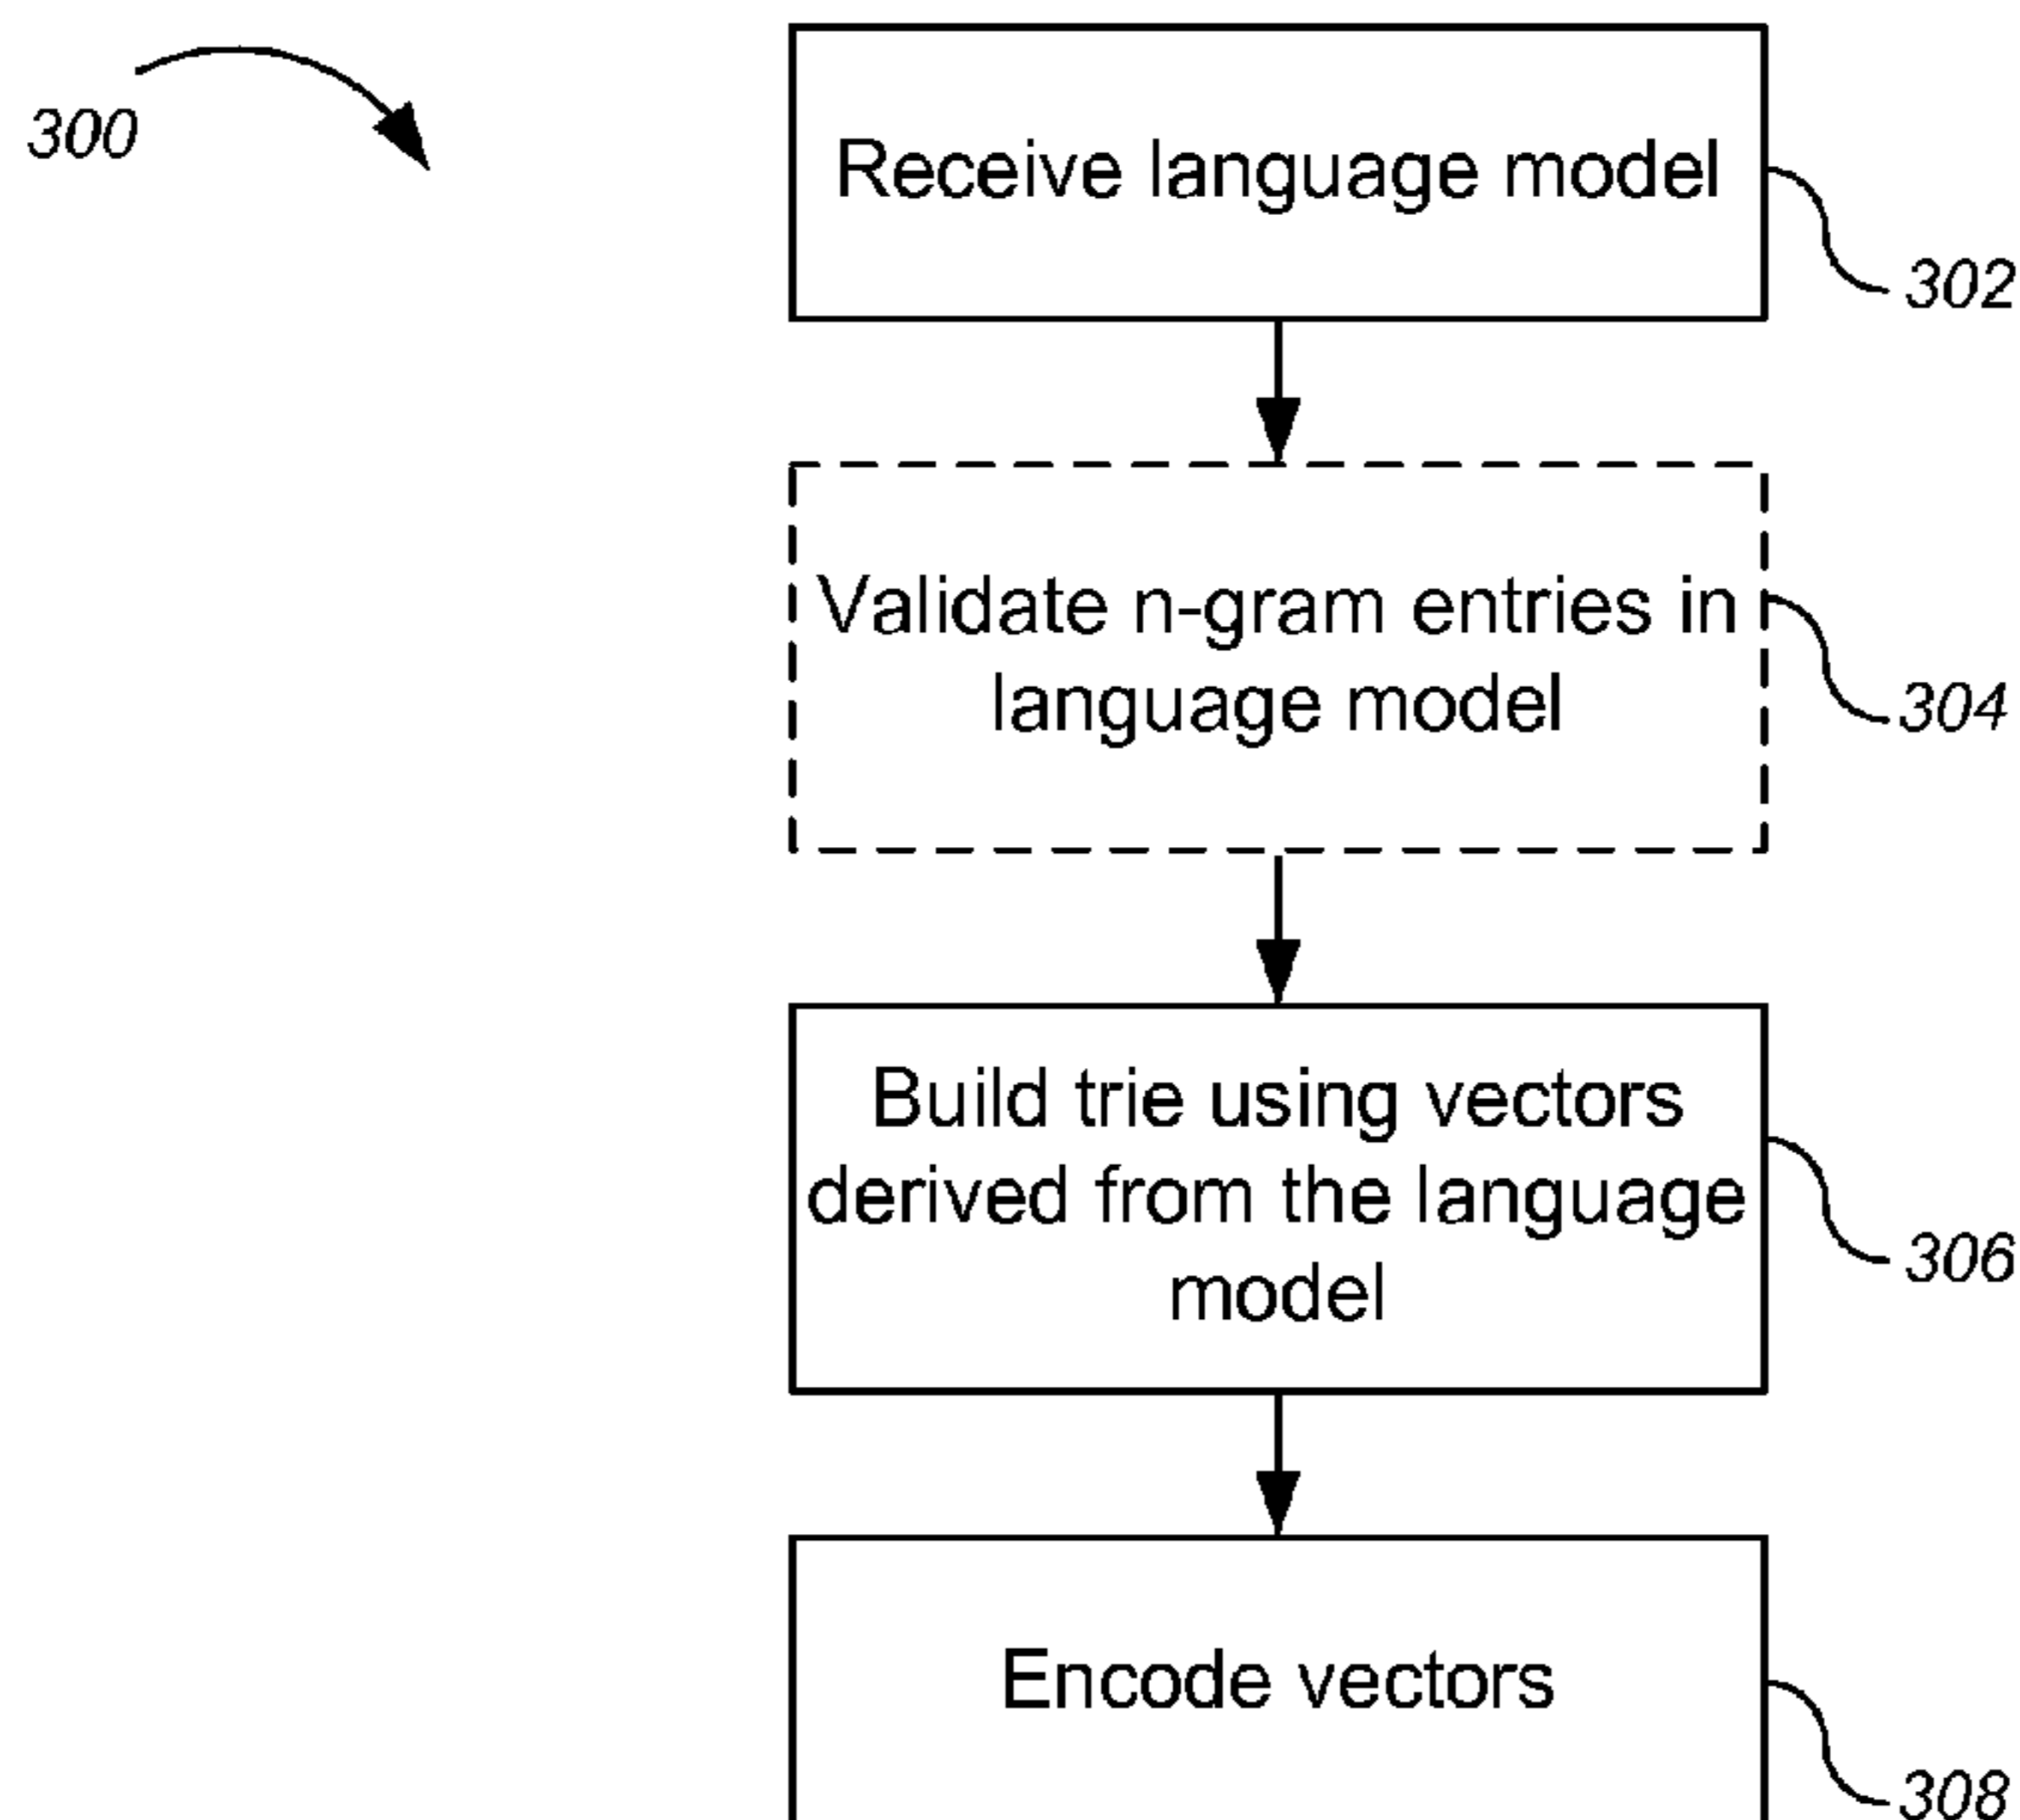 300
Receive language model
302
Validate n-gram entries in
language model
304
Build trie using vectors
derived from the language
model
306
Encode vectors
308